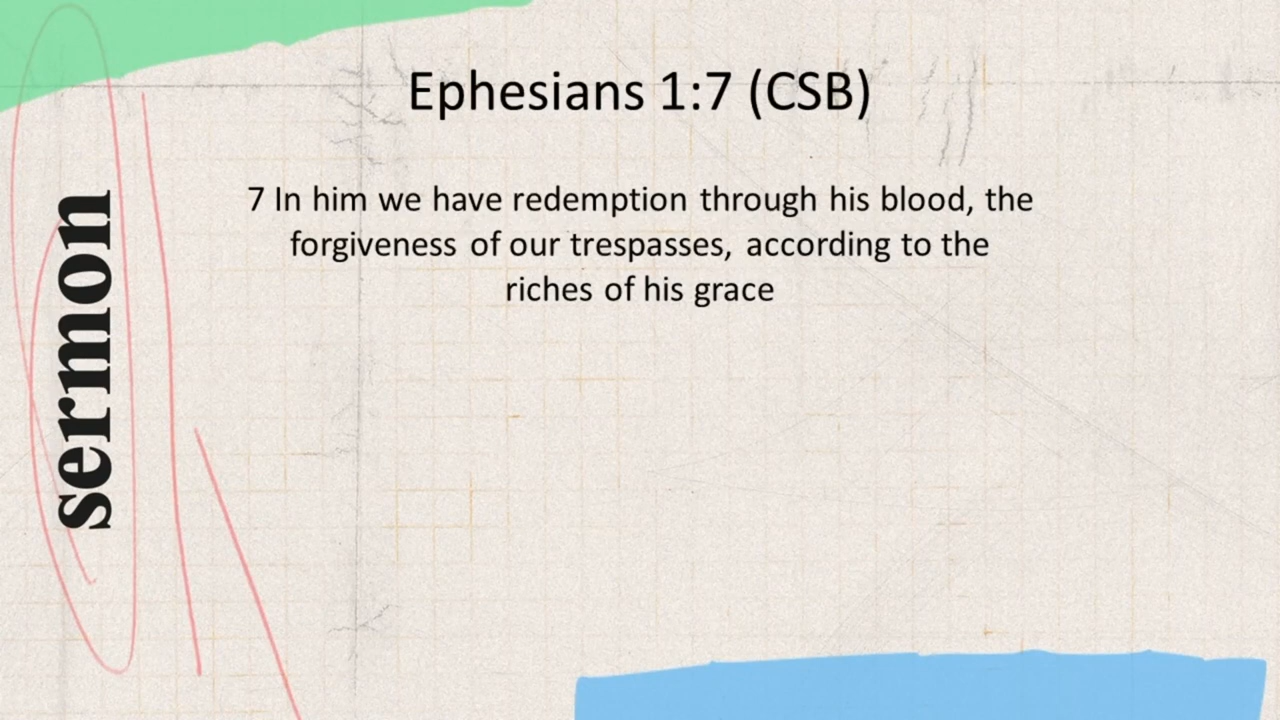 Ephesians 1:7 (CSB)
7 In him we have redemption through his blood, the
forgiveness of our trespasses, according to the
riches of his grace
sermon